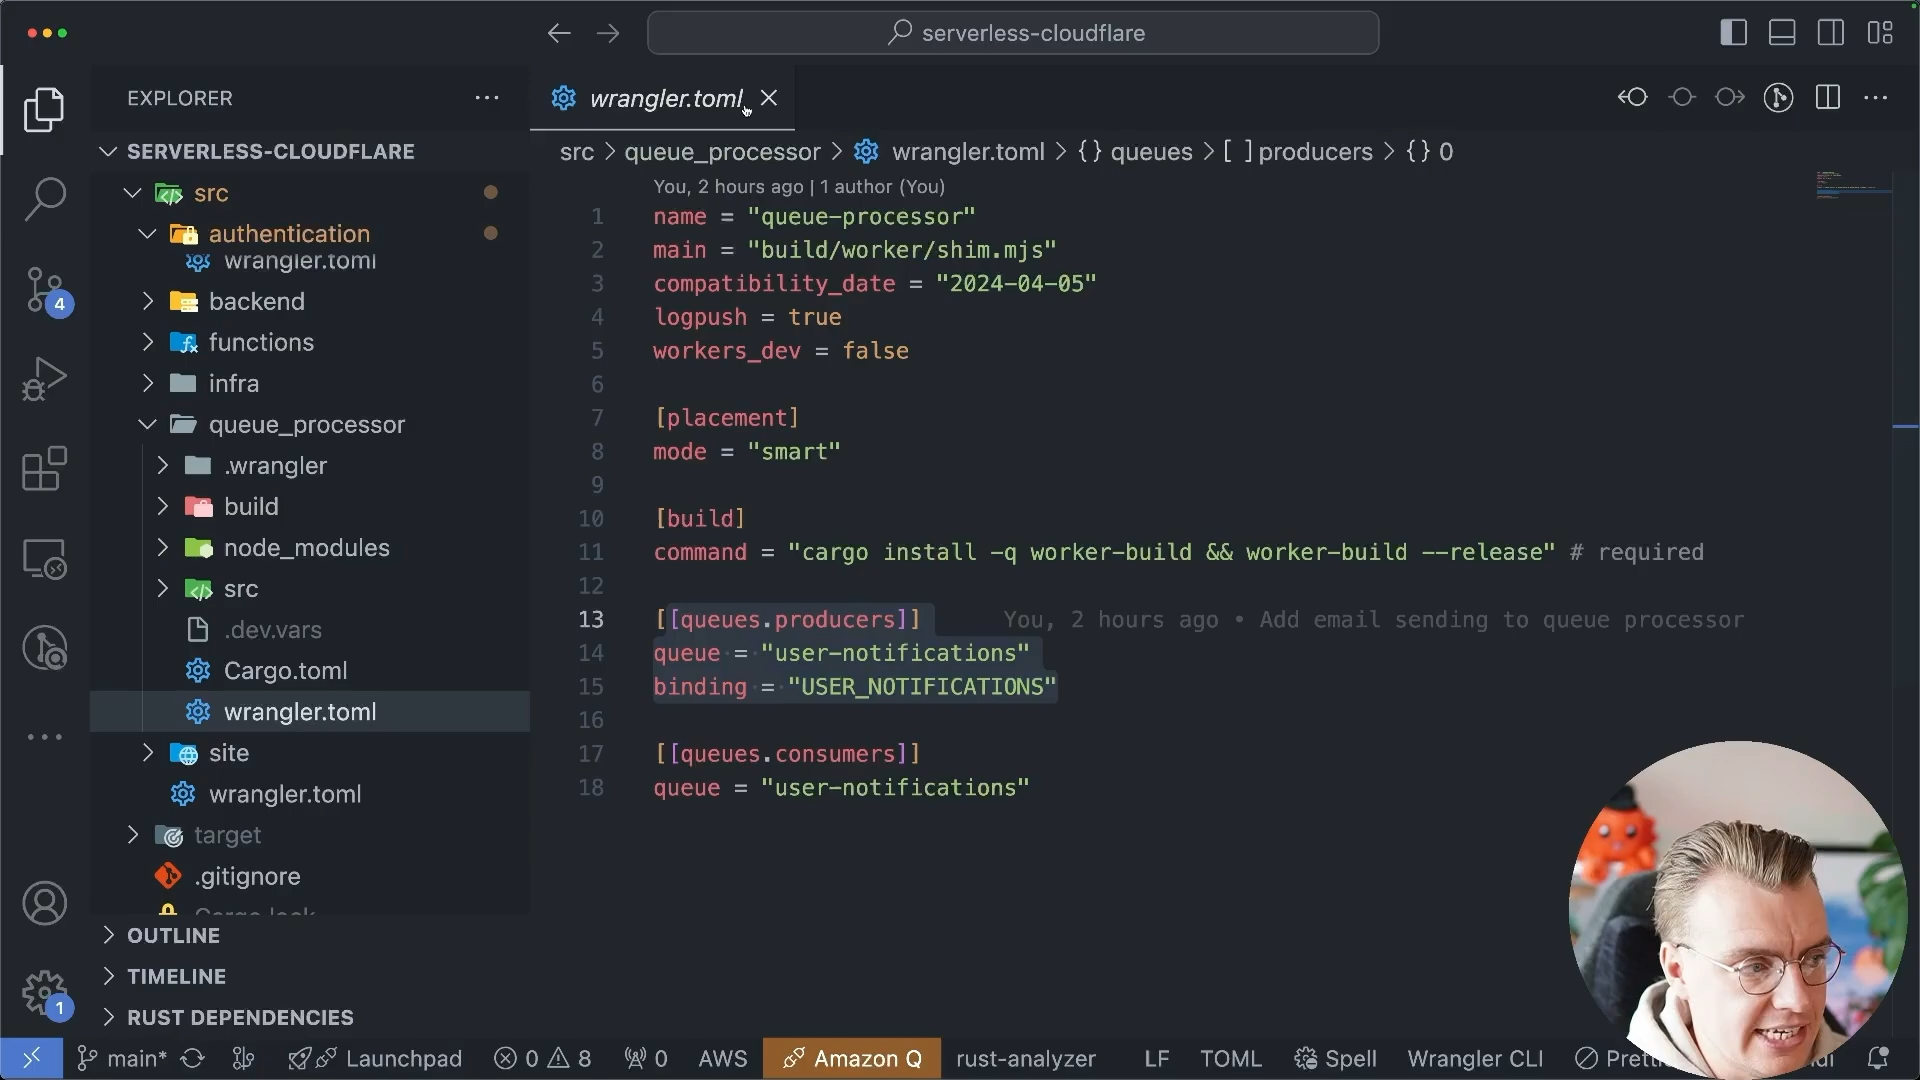 serverless-cloudflare
EXPLORER
wrangler.toml
SERVERLESS-CLOUDFLARE
src
authentication
wrangler.toml
backend
functions
infra
queue_processor
.wrangler
build
node_modules
src
.dev.vars
Cargo.toml
wrangler.toml
site
wrangler.toml
target
.gitignore
Cargo.lock
OUTLINE
TIMELINE
RUST DEPENDENCIES
4
1
src > queue_processor > wrangler.toml > {} queues > [ ] producers > {} 0
You, 2 hours ago | 1 author (You)
1 name = "queue-processor"
2 main = "build/worker/shim.mjs"
3 compatibility_date = "2024-04-05"
4 logpush = true
5 workers_dev = false
6
7 [placement]
8 mode = "smart"
9
10 [build]
11 command = "cargo install -q worker-build && worker-build --release" # required
12
13 [[queues.producers]] You, 2 hours ago • Add email sending to queue processor
14 queue = "user-notifications"
15 binding = "USER_NOTIFICATIONS"
16
17 [[queues.consumers]]
18 queue = "user-notifications"
main* Launchpad 0 8 0 AWS Amazon Q rust-analyzer LF TOML Spell Wrangler CLI